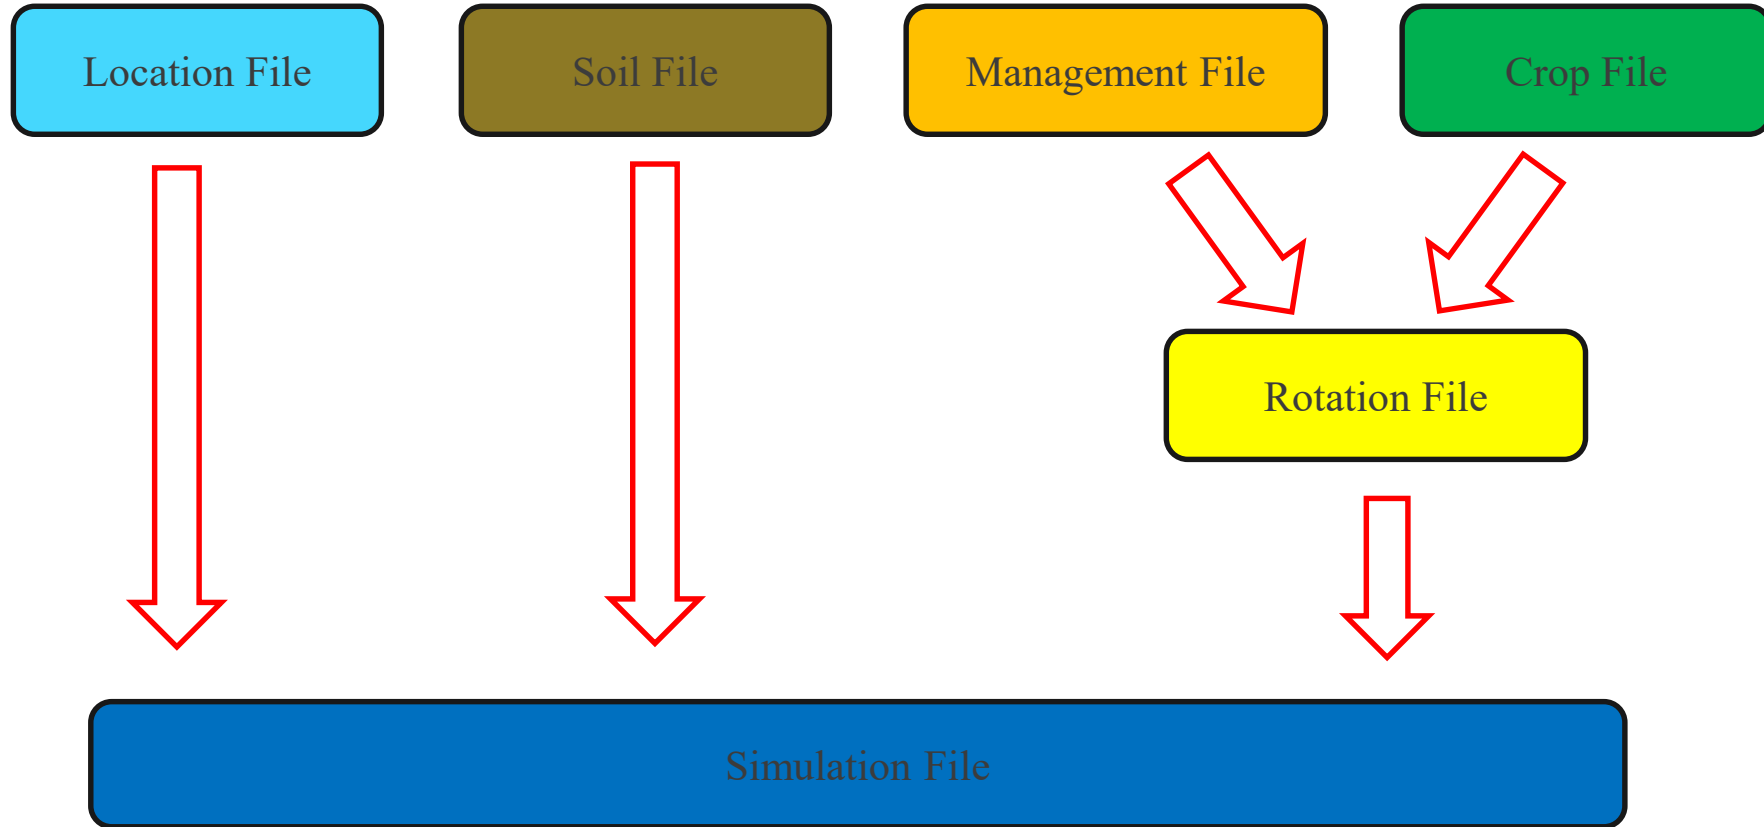 Location File
Soil File
Management File
Crop File
Rotation File
Simulation File